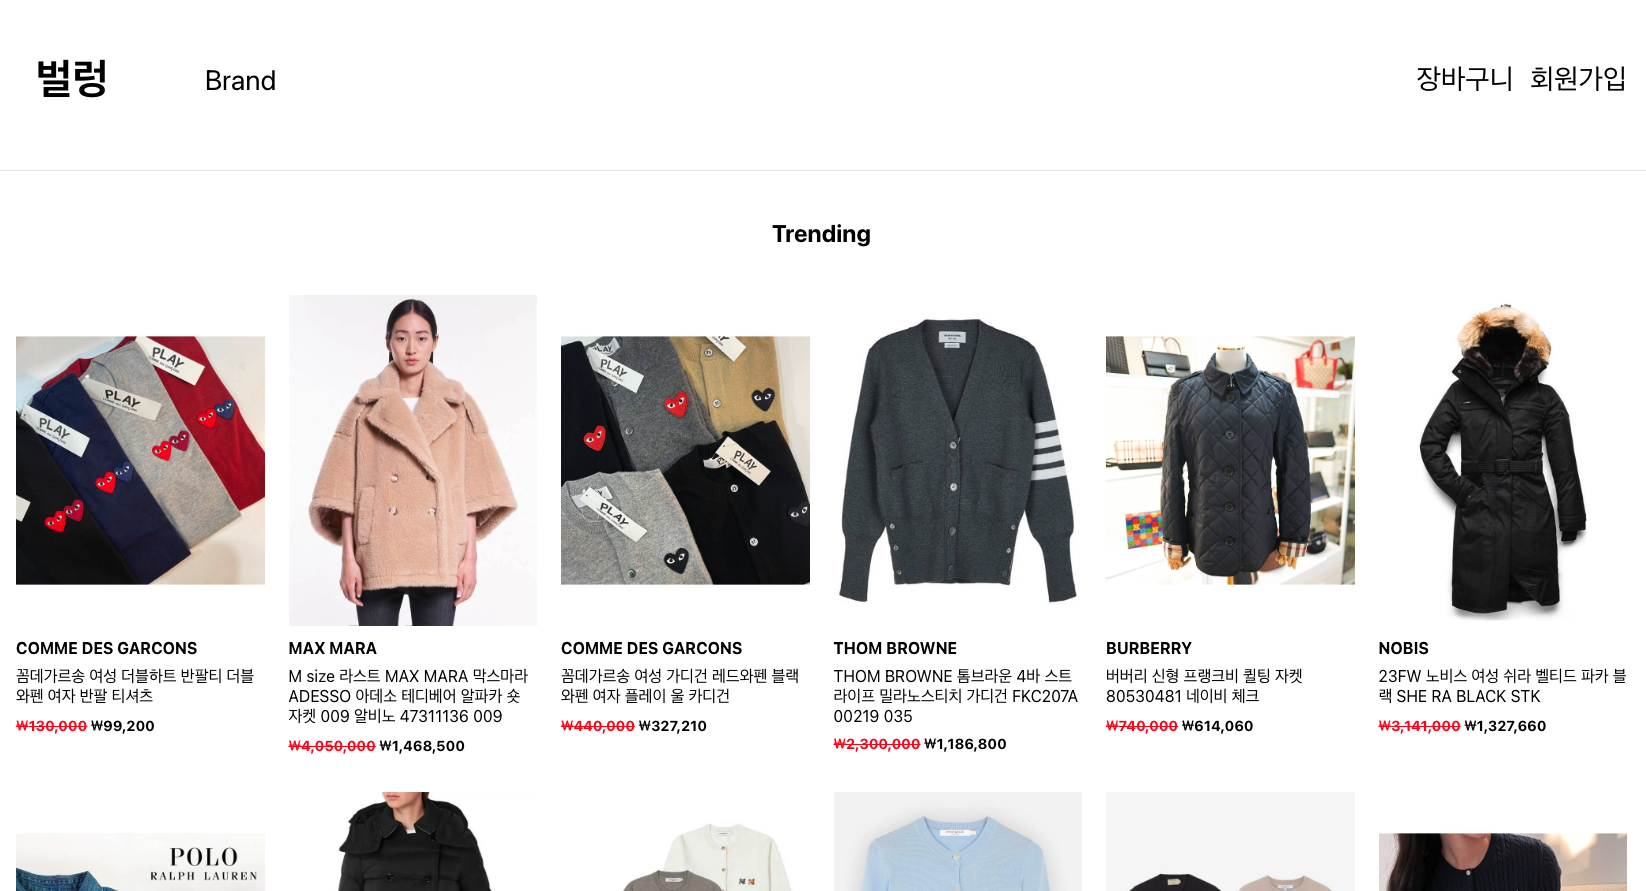 벌렁
Brand
장바구니 회원가입
Trending
PLAY
PLAY
PLAY
PLAY
PLAY
PLAY
PLAY
COMME DES GARCONS
꼼데가르송 여성 더블하트 반팔티 더블
와펜 여자 반팔 티셔츠
₩130,000 ₩99,200
MAX MARA
M size 라스트 MAX MARA 막스마라
ADESSO 아데소 테디베어 알파카 숏
자켓 009 알비노 47311136 009
₩4,050,000 ₩1,468,500
COMME DES GARCONS
꼼데가르송 여성 가디건 레드와펜 블랙
와펜 여자 플레이 울 카디건
₩440,000 ₩327,210
THOM BROWNE
THOM BROWNE 톰브라운 4바 스트
라이프 밀라노스티치 가디건 FKC207A
00219 035
₩2,300,000 ₩1,186,800
BURBERRY
버버리 신형 프랭크비 퀼팅 자켓
80530481 네이비 체크
₩740,000 ₩614,060
NOBIS
23FW 노비스 여성 쉬라 벨티드 파카 블
랙 SHE RA BLACK STK
₩3,141,000 ₩1,327,660
POLO
RALPH LAUREN